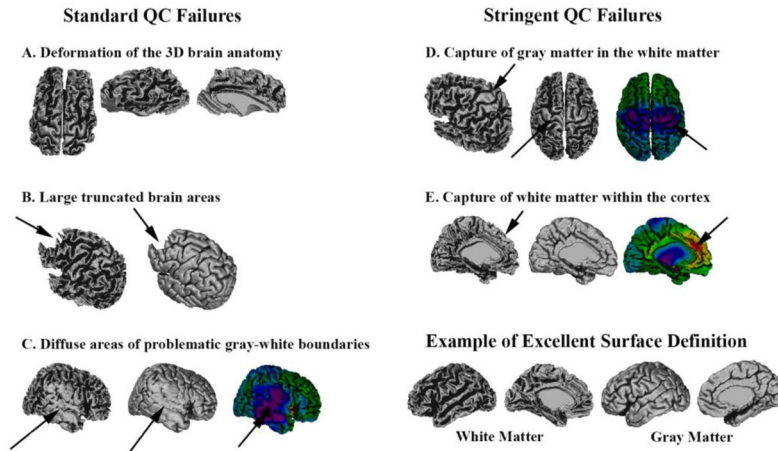 Standard QC Failures
A. Deformation of the 3D brain anatomy
B. Large truncated brain areas
C. Diffuse areas of problematic gray-white boundaries
Stringent QC Failures
D. Capture of gray matter in the white matter
E. Capture of white matter within the cortex
Example of Excellent Surface Definition
White Matter
Gray Matter